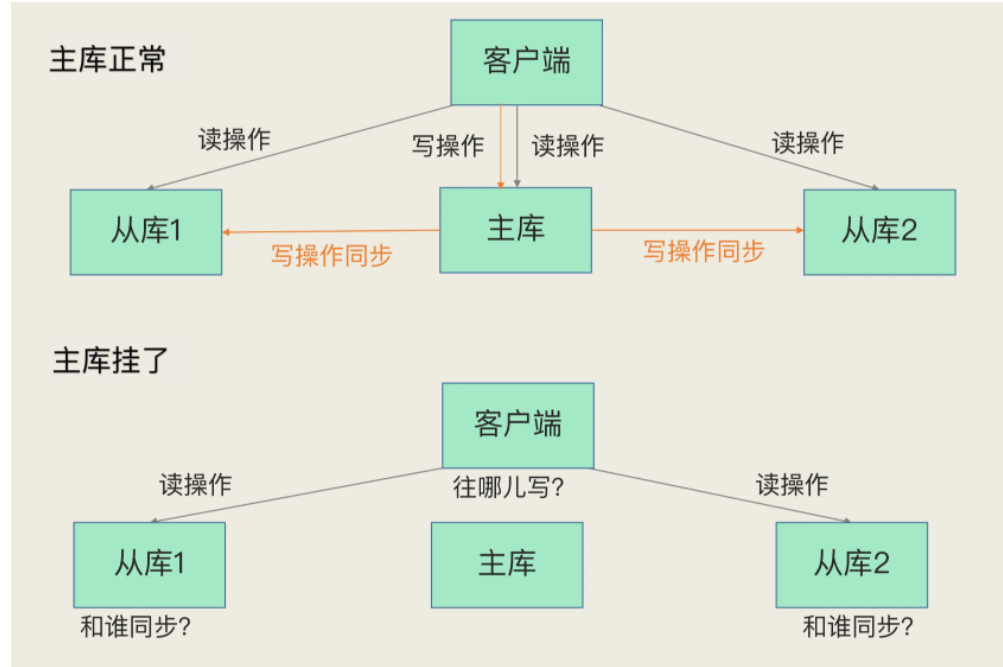 主库正常
客户端
读操作
写操作
读操作
读操作
从库1
主库
从库2
写操作同步
写操作同步
主库挂了
客户端
读操作
往哪儿写?
读操作
从库1
主库
从库2
和谁同步?
和谁同步?